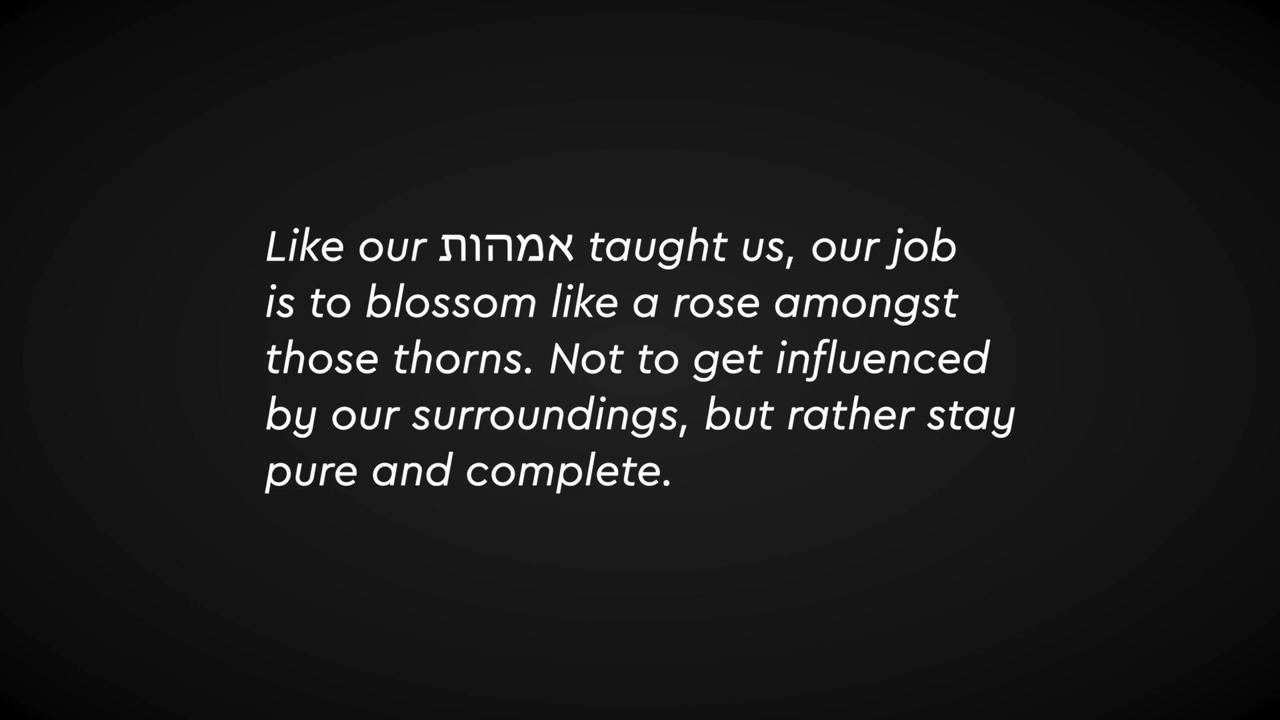 Like our אמהות taught us, our job
is to blossom like a rose amongst
those thorns. Not to get influenced
by our surroundings, but rather stay
pure and complete.